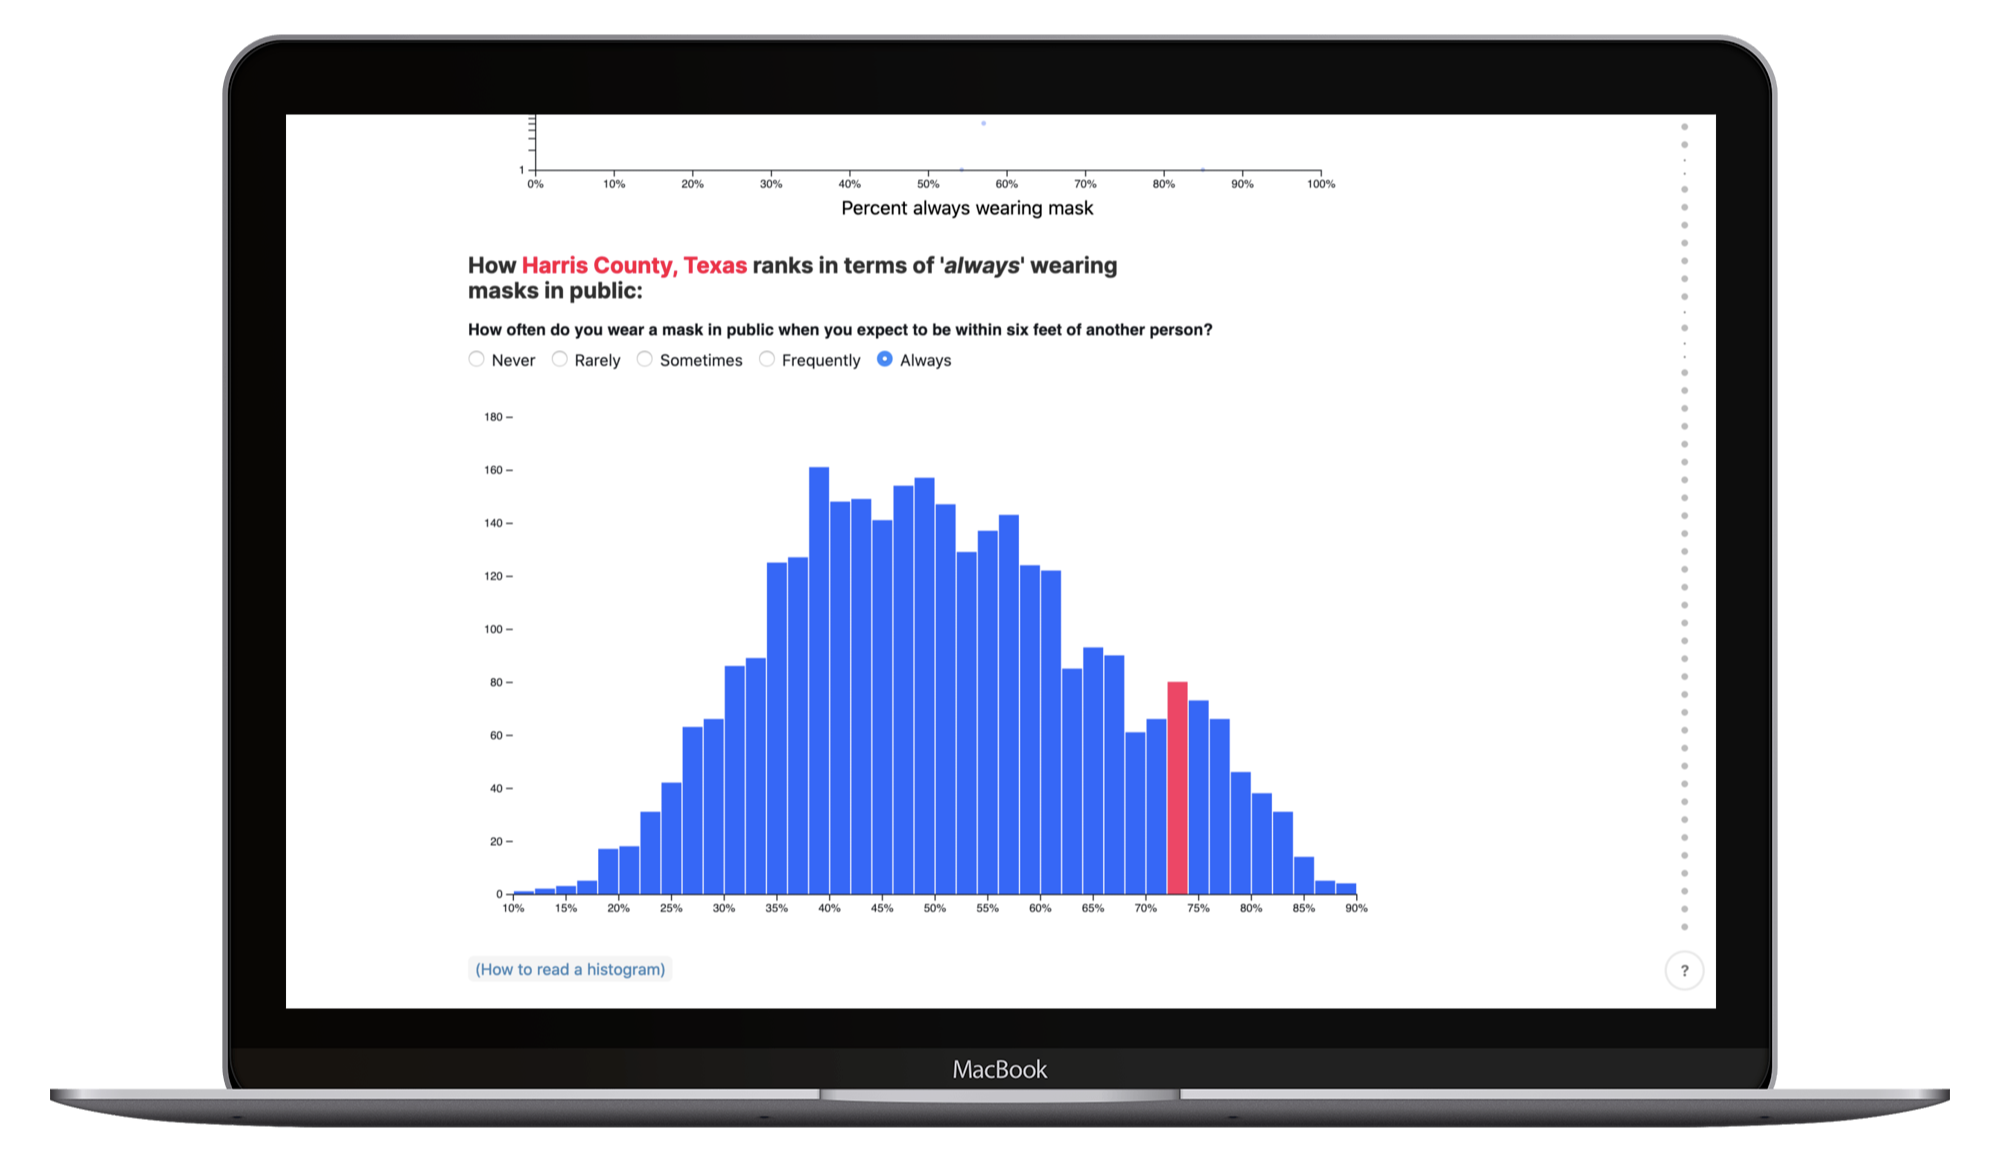 1
0% 10% 20% 30% 40% 50% 60% 70% 80% 90% 100%
Percent always wearing mask
How Harris County, Texas ranks in terms of 'always' wearing
masks in public:
How often do you wear a mask in public when you expect to be within six feet of another person?
Never Rarely Sometimes Frequently Always
180
160
140
120
100
80
60
40
20
0
10% 15% 20% 25% 30% 35% 40% 45% 50% 55% 60% 65% 70% 75% 80% 85% 90%
(How to read a histogram)
?
MacBook